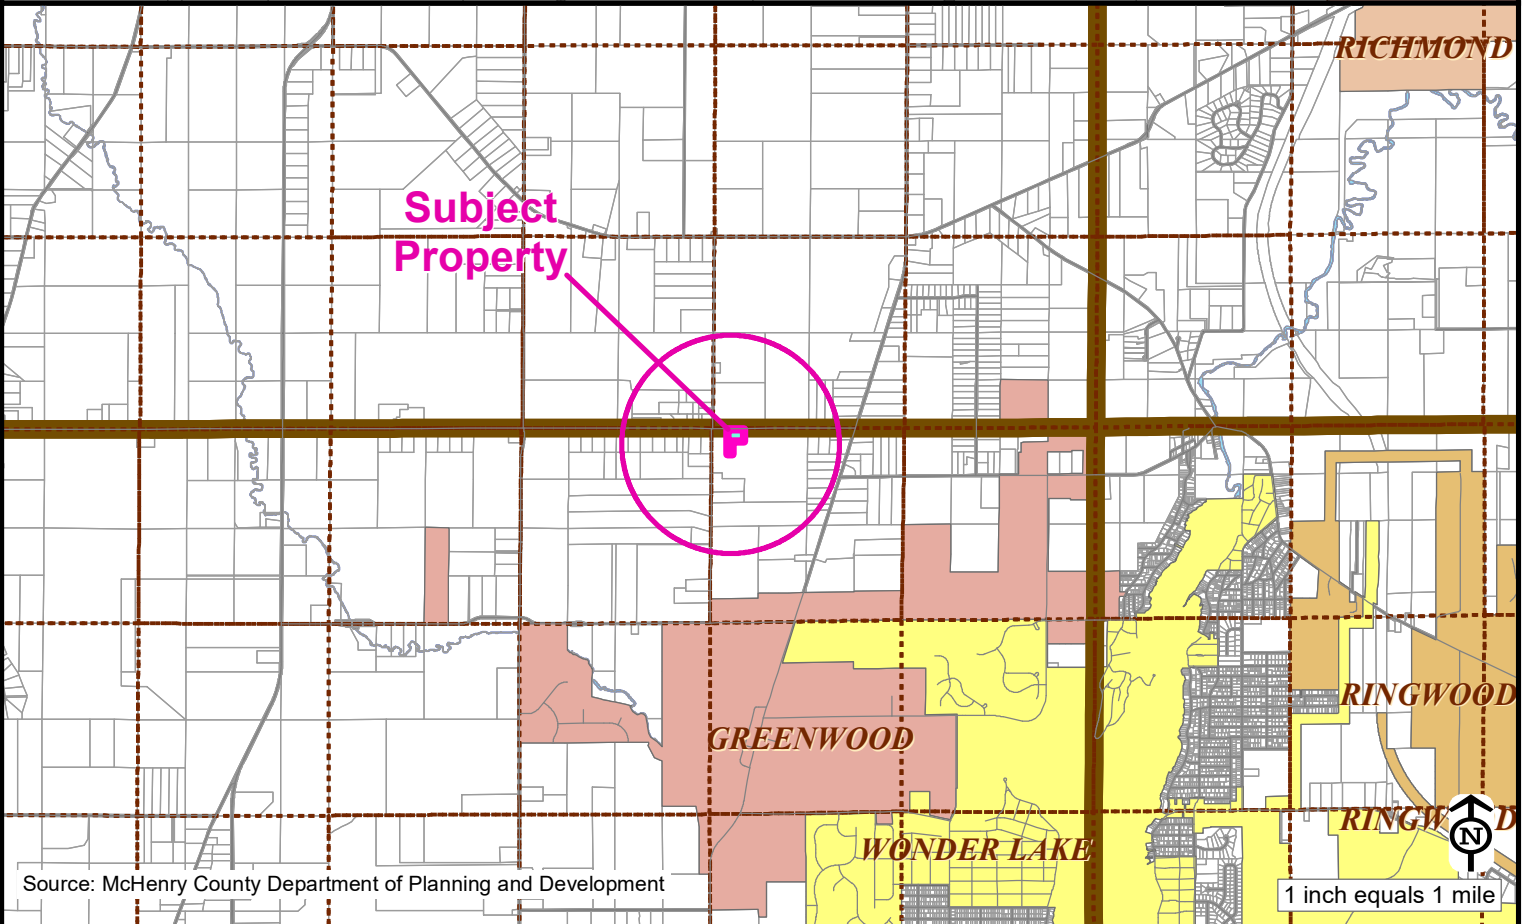 RICHMOND
Subject
Property
RINGWOOD
GREENWOOD
RINGW D
WONDER LAKE
N
Source: McHenry County Department of Planning and Development
1 inch equals 1 mile